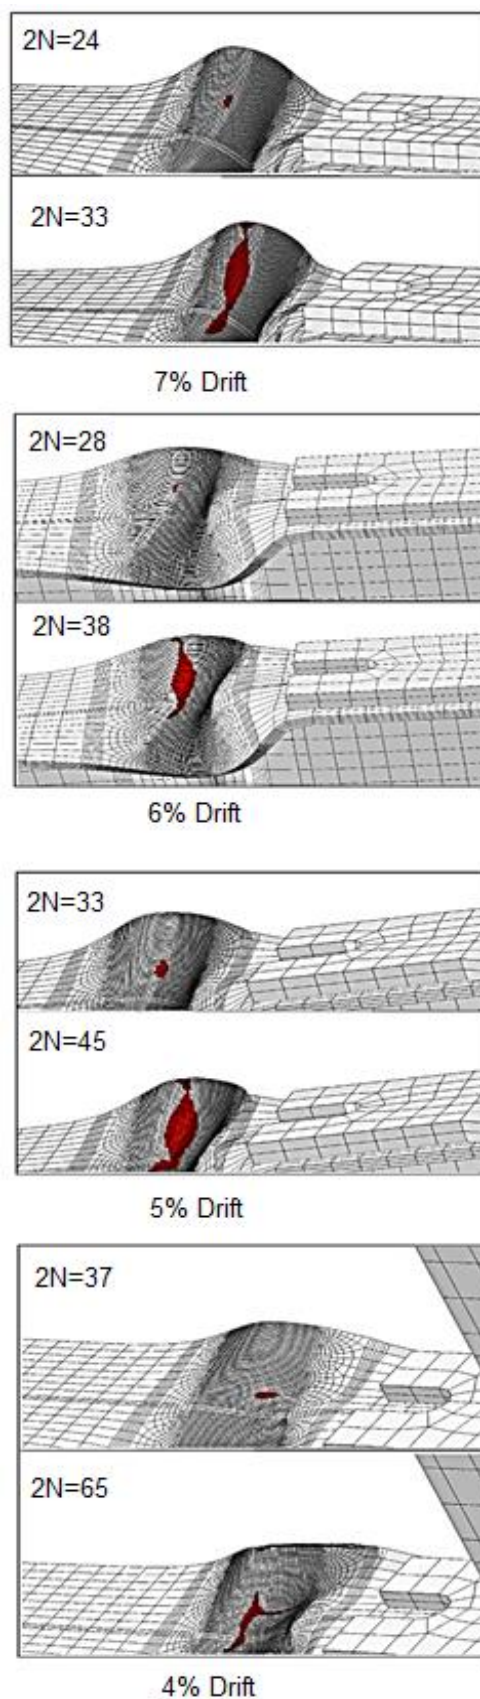 2N=24
2N=33
7% Drift
2N=28
2N=38
6% Drift
2N=33
2N=45
5% Drift
2N=37
2N=65
4% Drift